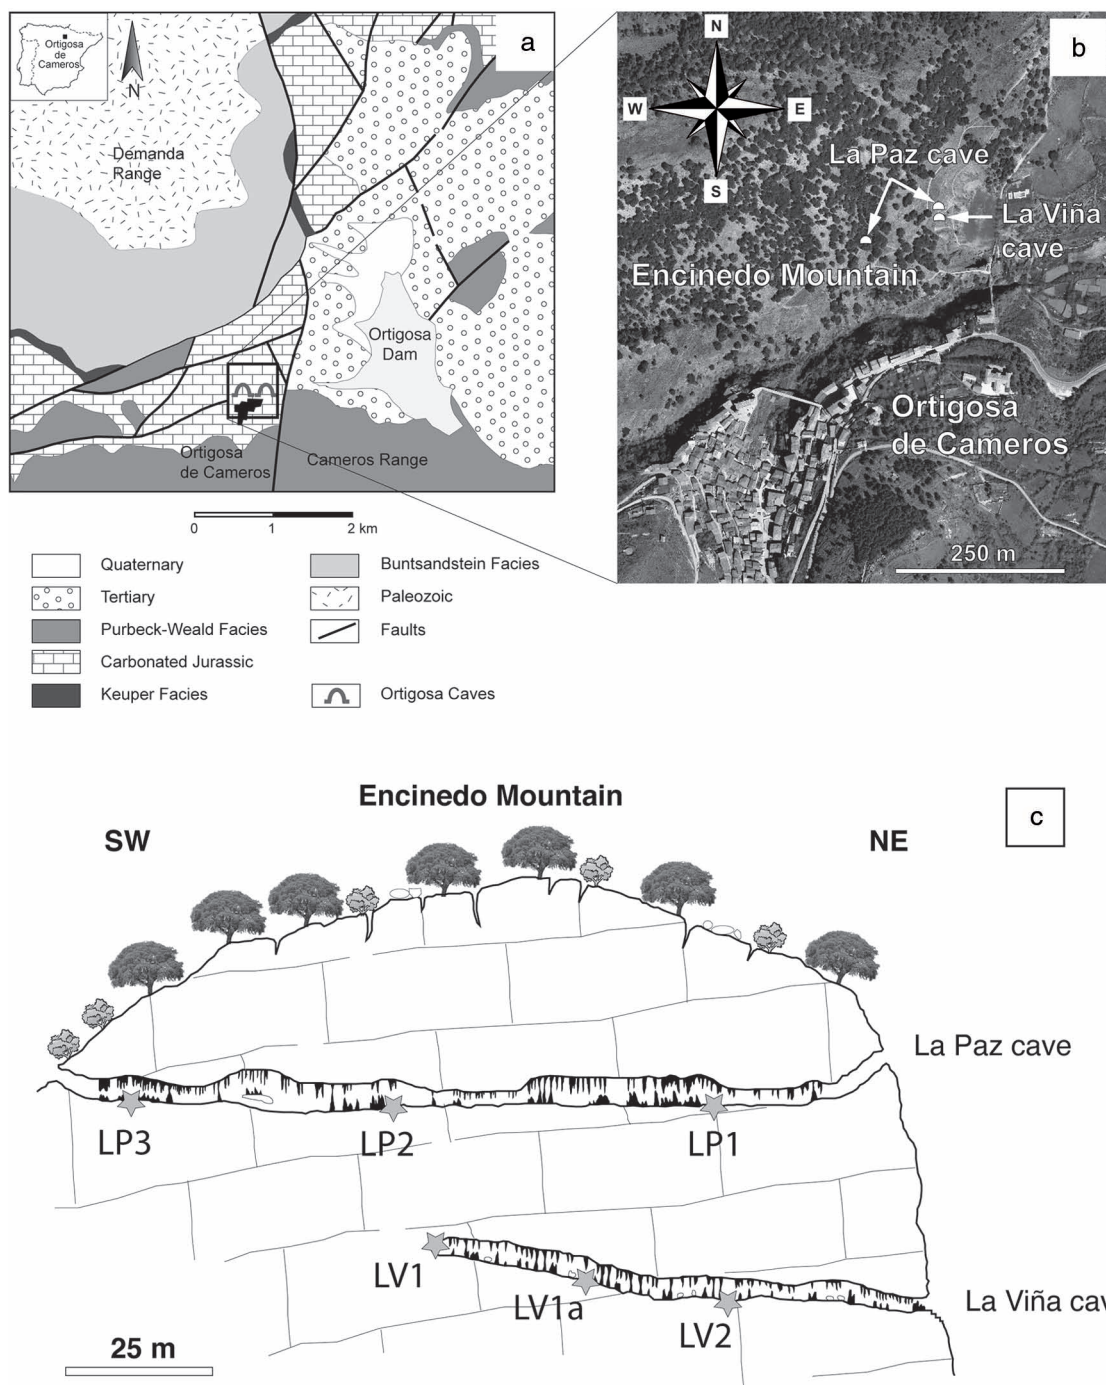 Ortigosa
de
Cameros
N
a
Demanda
Range
Ortigosa
Dam
Ortigosa
de Cameros
Cameros Range
0 1 2 km
Quaternary
Tertiary
Purbeck-Weald Facies
Carbonated Jurassic
Keuper Facies
Buntsandstein Facies
Paleozoic
Faults
Ortigosa Caves
b
N
W E
S
La Paz cave
La Viña
cave
Encinedo Mountain
Ortigosa
de Cameros
250 m
Encinedo Mountain
c
SW NE
La Paz cave
LP3 LP2 LP1
LV1
LV1a
LV2
La Viña cav
25 m